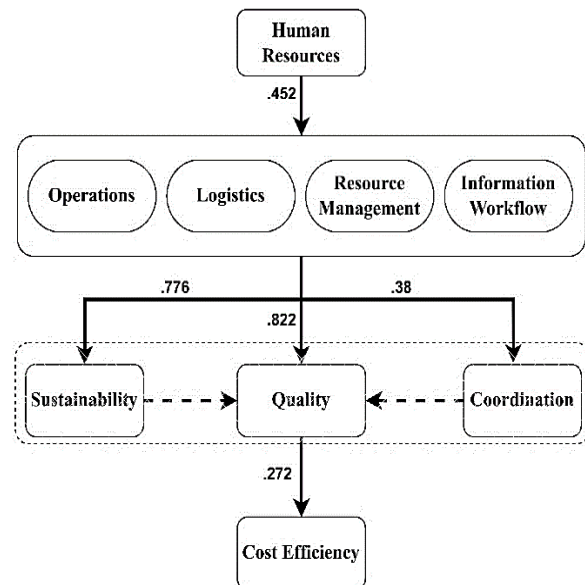 Human
Resources
.452
Operations
Logistics
Resource
Management
Information
Workflow
.776
.38
.822
Sustainability
Quality
Coordination
.272
Cost Efficiency